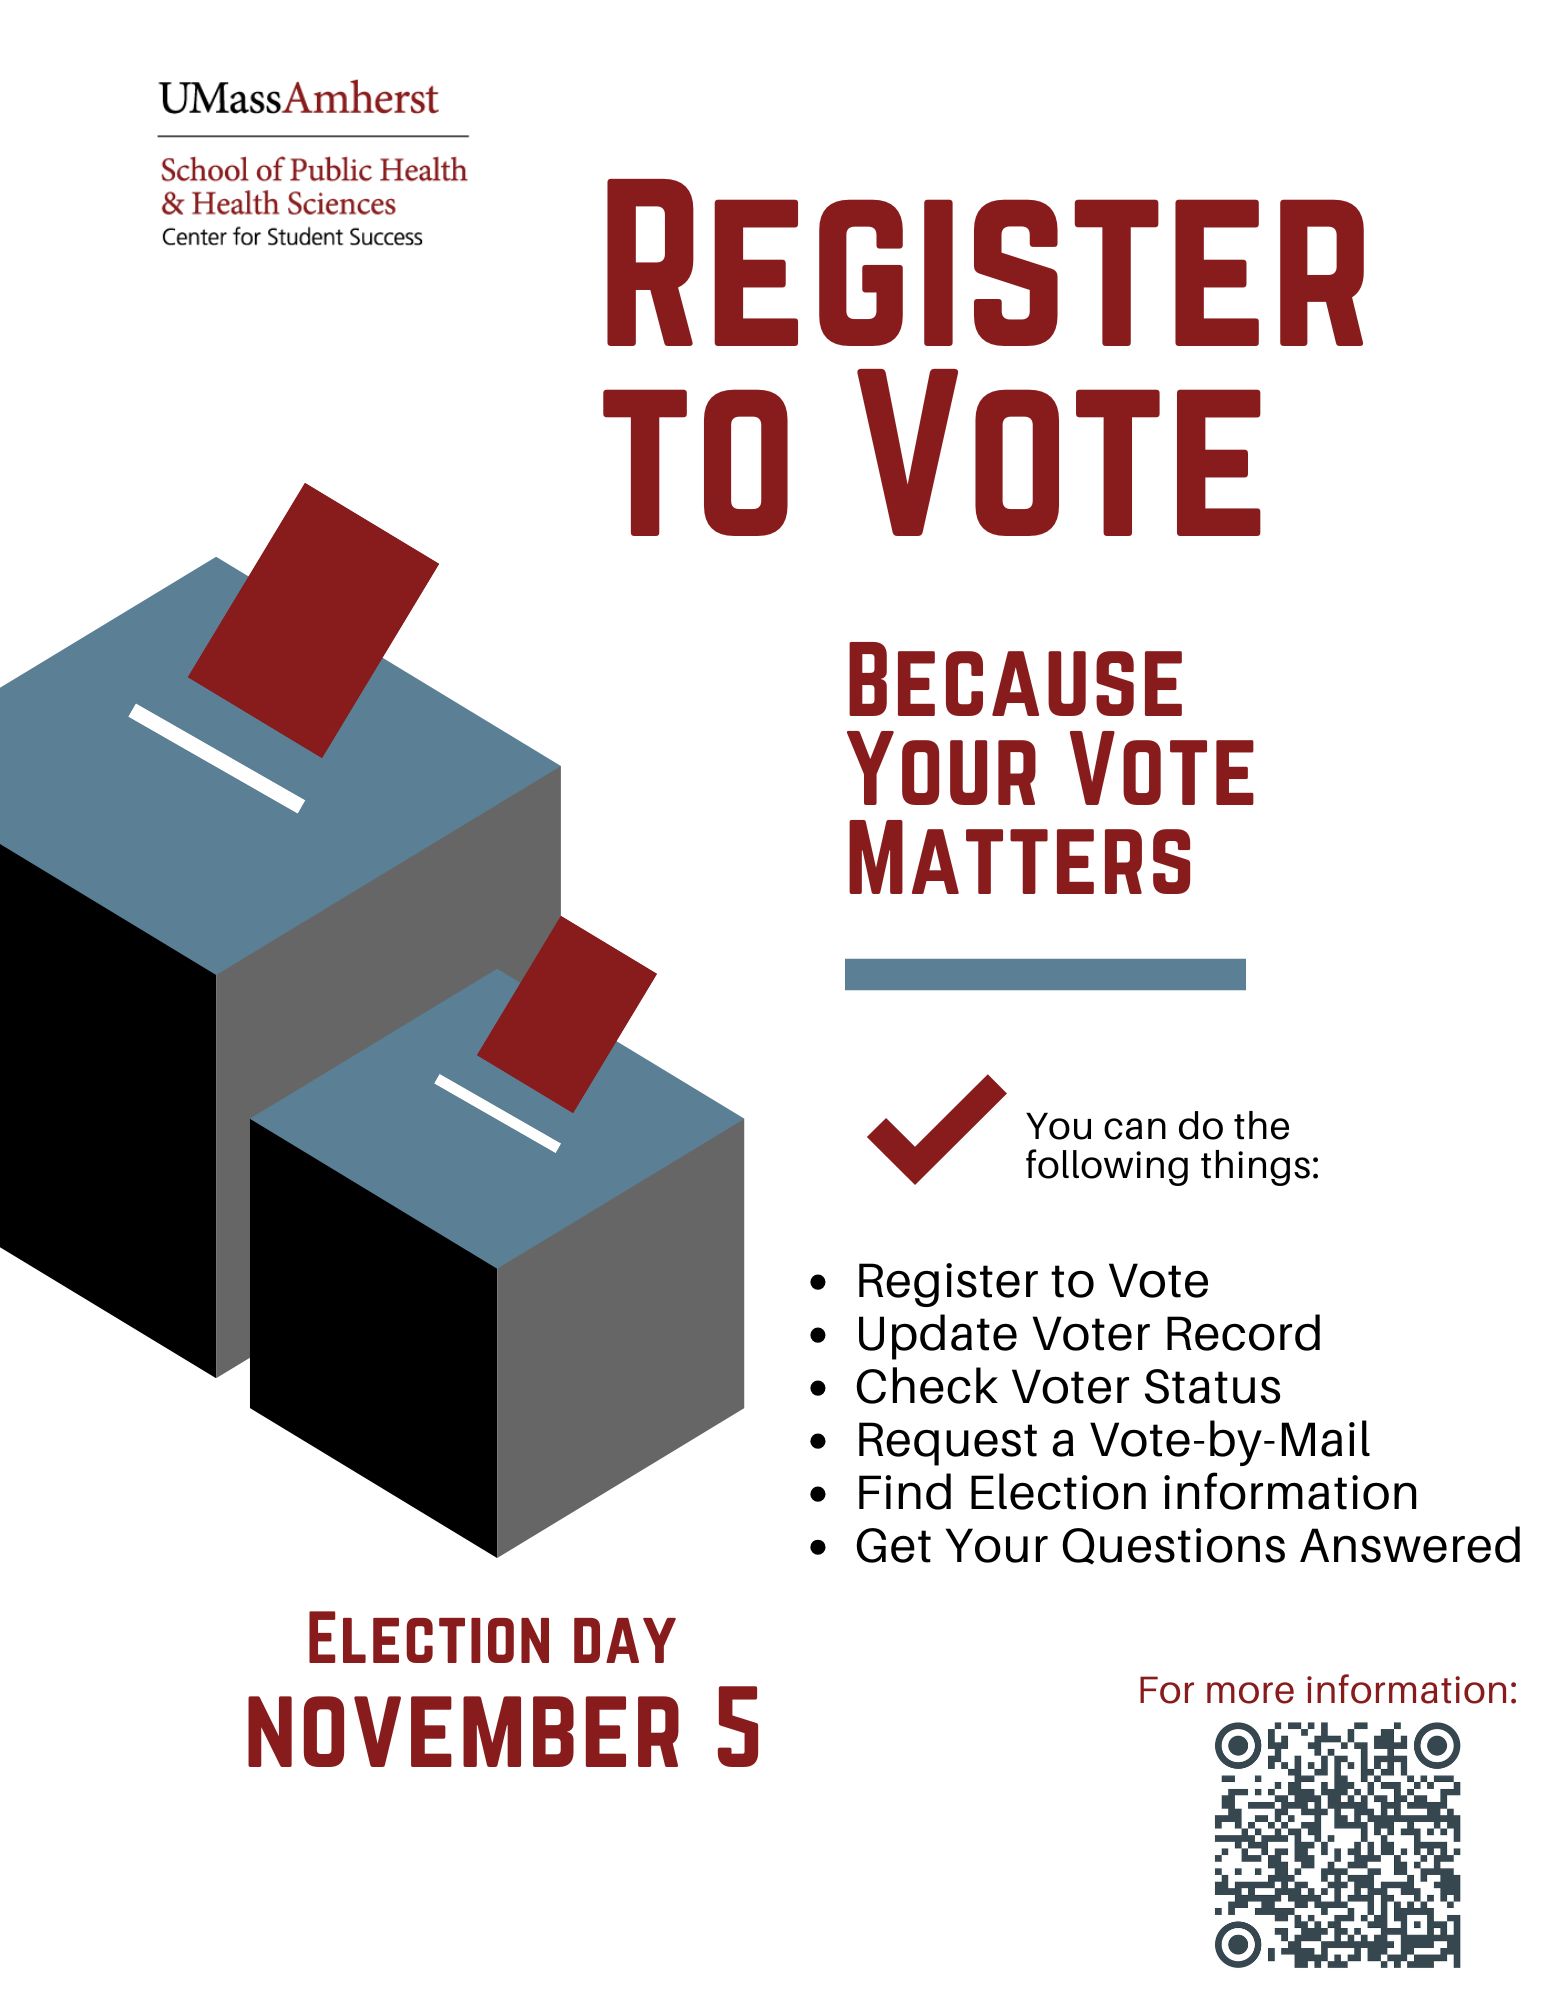 UMassAmherst
School of Public Health
& Health Sciences
Center for Student Success
REGISTER
TO VOTE
BECAUSE
YOUR VOTE
MATTERS
You can do the
following things:
• Register to Vote
• Update Voter Record
• Check Voter Status
• Request a Vote-by-Mail
• Find Election information
• Get Your Questions Answered
ELECTION DAY
NOVEMBER 5
For more information: